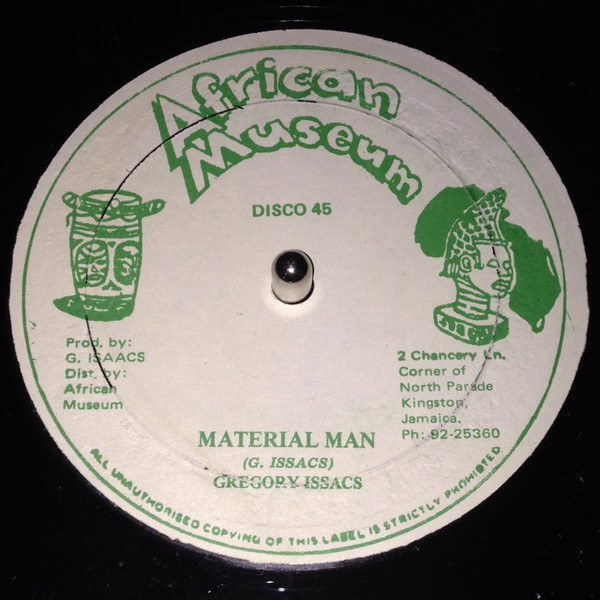 African
Museum
DISCO 45
Prod. by:
G. ISAACS
Dist. by:
African
Museum
2 Chancery Ln.
Corner of
North Parade
Kingston,
Jamaica.
Ph: 92-25360
MATERIAL MAN
(G. ISSACS)
GREGORY ISSACS
ALL UNAUTHORISED COPYING OF THIS LABEL IS STRICTLY PROHIBITED